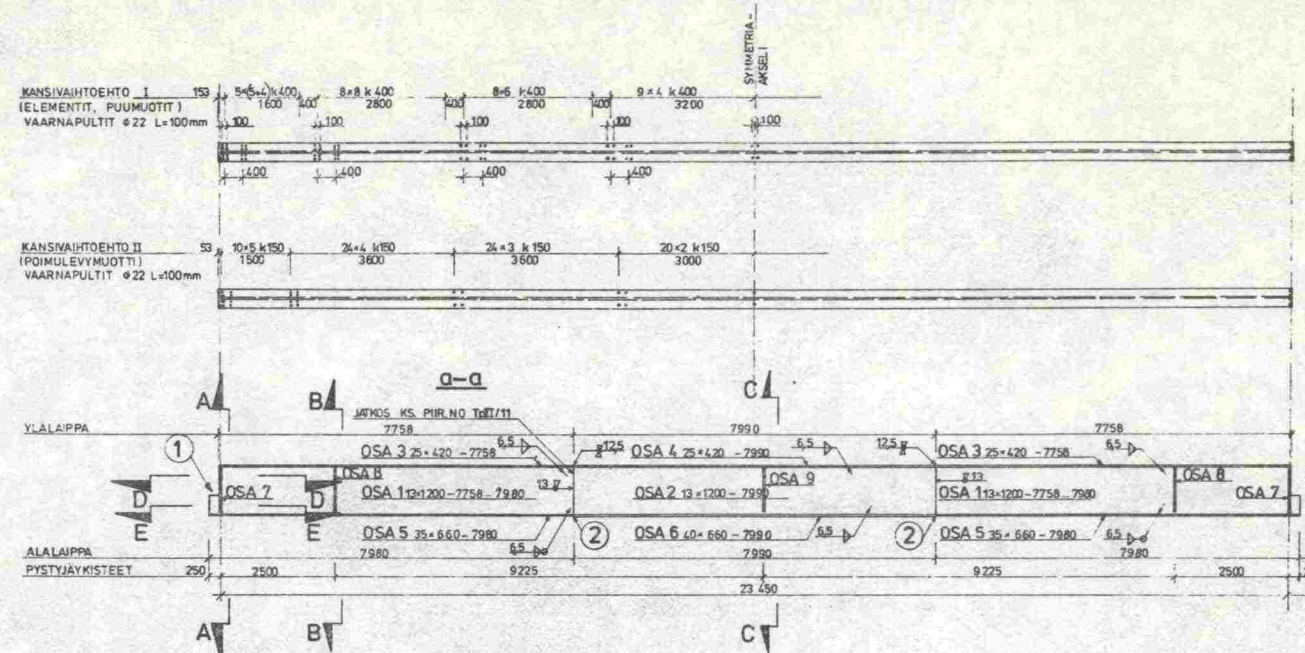 SYMMETRIA-
AKSELI
KANSIVAIHTOEHTO I 153 5×(5+4) k400 8×8 k400 8×6 k400 9×4 k400
(ELEMENTIT, PUUMUOTIT) 1600 400 2800 400 2800 400 3200
VAARNAPULTIT Φ22 L=100mm 100 100 100 100 100
400 400 400 400
KANSIVAIHTOEHTO II 53 10×5 k150 24×4 k150 24×3 k150 20×2 k150
(POIMULEVYMUOTTI) 1500 3600 3600 3000
VAARNAPULTIT Φ22 L=100mm
a-a
A B C
JATKOS KS. PIIR.NO
YLÄLAIPPA 7758 7990 7758
1 6,5 12,5 6,5 12,5 6,5
OSA 3 25×420 -7758 OSA 4 25×420 -7990 OSA 3 25×420 -7758
OSA 8 13 OSA 9 13 OSA 8
D D OSA 7 OSA 1 13×1200-7758-7980 OSA 2 13×1200-7990 OSA 1 13×1200-7758-7980 OSA 7
E E OSA 5 35×660-7980 2 OSA 6 40×660-7990 6,5 2 OSA 5 35×660-7980 6,5
ALALAIPPA 7980 6,5 7990 7980
PYSTYJÄYKISTEET 250 2500 9225 9225 2500
23 450
A B C